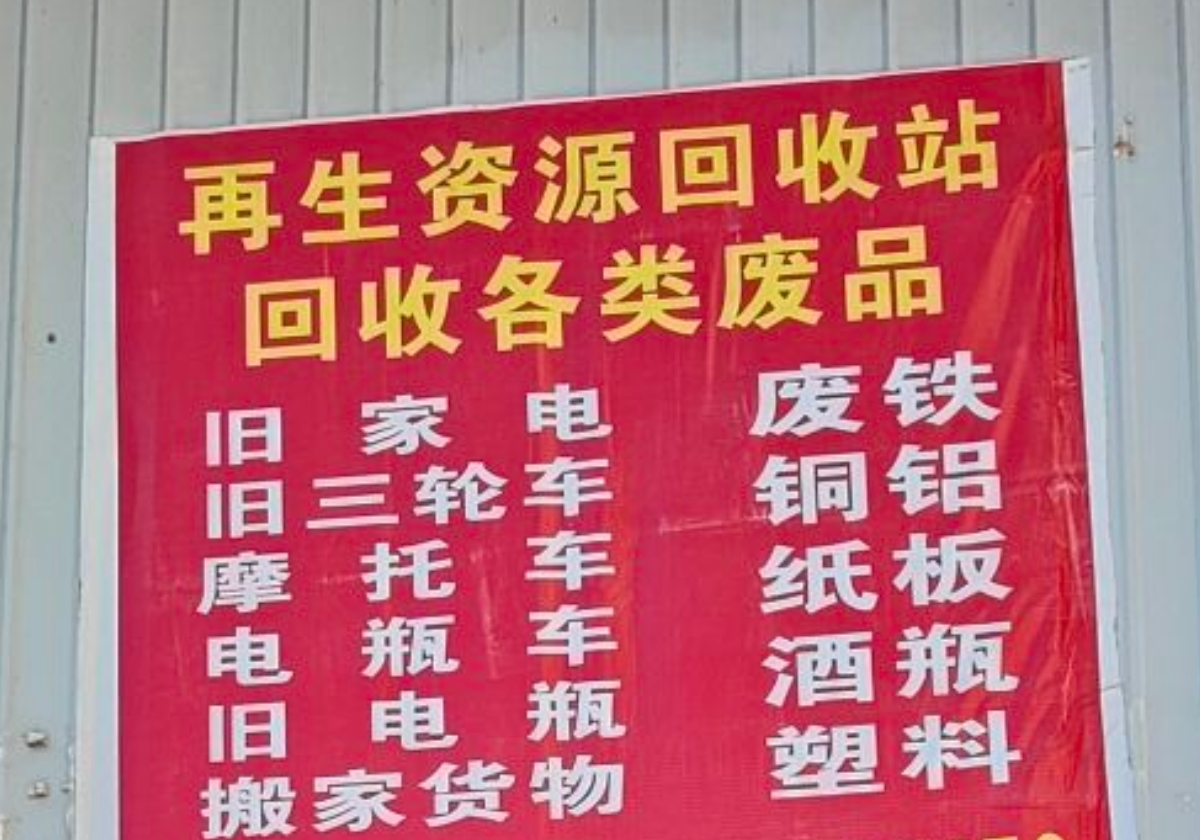 再生资源回收站
回收各类废品
旧家电 废铁
旧三轮车 铜铝
摩托车 纸板
电瓶车 酒瓶
旧电瓶 塑料
搬家货物